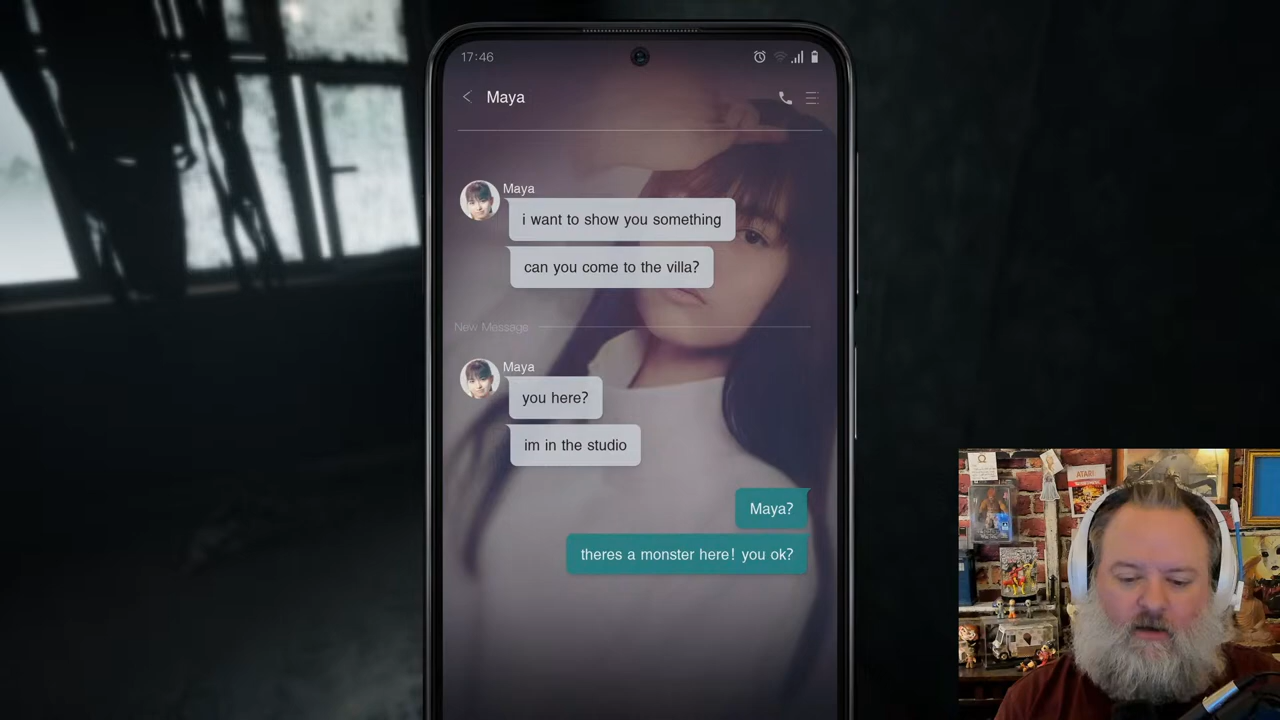 17:46
Maya
Maya
i want to show you something
can you come to the villa?
New Message
Maya
you here?
im in the studio
Maya?
theres a monster here! you ok?
ATARI